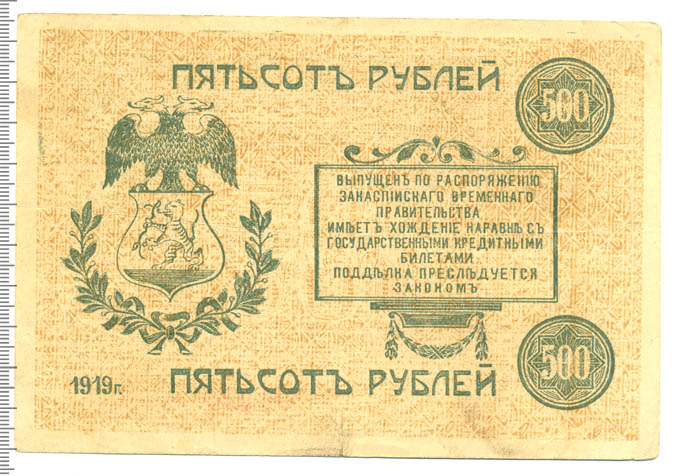 ПЯТЬСОТЪ РУБЛЕЙ
500
ВЫПУЩЕНЪ ПО РАСПОРЯЖЕНІЮ
ЗАКАСПІЙСКАГО ВРЕМЕННАГО
ПРАВИТЕЛЬСТВА
ИМѢЕТЪ ХОЖДЕНІЕ НАРАВНѢ СЪ
ГОСУДАРСТВЕННЫМИ КРЕДИТНЫМИ
БИЛЕТАМИ
ПОДДѢЛКА ПРЕСЛѢДУЕТСЯ
ЗАКОНОМЪ
500
1919г.
ПЯТЬСОТЪ РУБЛЕЙ